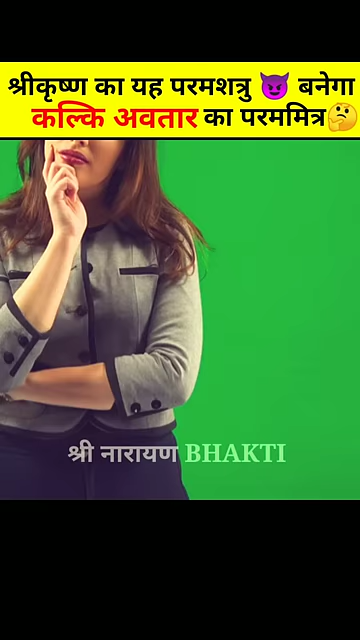 श्रीकृष्ण का यह परमशत्रु 😈 बनेगा
कल्कि अवतार का परममित्र🤔
श्री नारायण BHAKTI